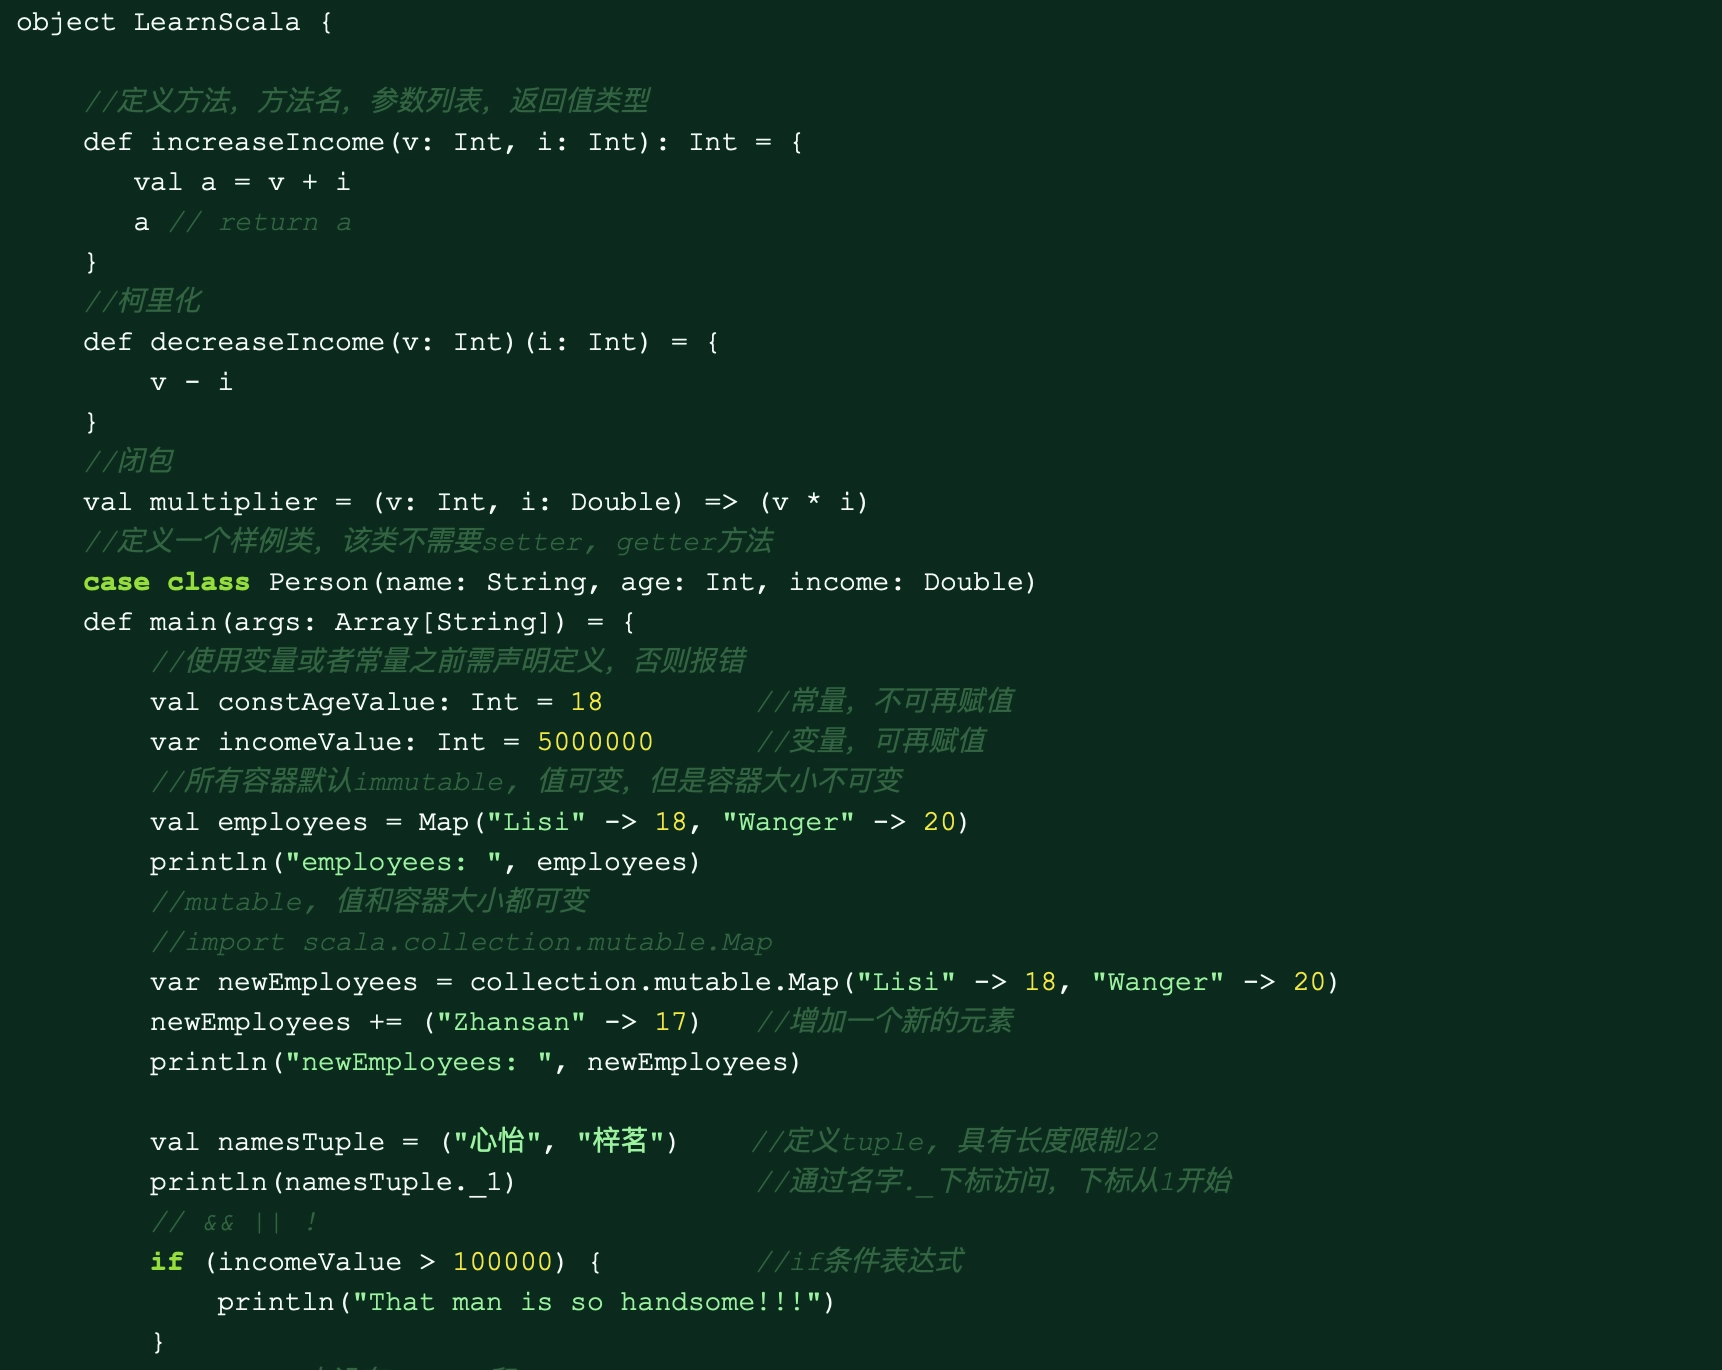 object LearnScala {
//定义方法，方法名，参数列表，返回值类型
def increaseIncome(v: Int, i: Int): Int = {
val a = v + i
a // return a
}
//柯里化
def decreaseIncome(v: Int)(i: Int) = {
v - i
}
//闭包
val multiplier = (v: Int, i: Double) => (v * i)
//定义一个样例类，该类不需要setter, getter方法
case class Person(name: String, age: Int, income: Double)
def main(args: Array[String]) = {
//使用变量或者常量之前需声明定义，否则报错
val constAgeValue: Int = 18 //常量，不可再赋值
var incomeValue: Int = 5000000 //变量，可再赋值
//所有容器默认immutable, 值可变，但是容器大小不可变
val employees = Map("Lisi" -> 18, "Wanger" -> 20)
println("employees: ", employees)
//mutable, 值和容器大小都可变
//import scala.collection.mutable.Map
var newEmployees = collection.mutable.Map("Lisi" -> 18, "Wanger" -> 20)
newEmployees += ("Zhansan" -> 17) //增加一个新的元素
println("newEmployees: ", newEmployees)
val namesTuple = ("心怡", "梓茗") //定义tuple, 具有长度限制22
println(namesTuple._1) //通过名字._下标访问，下标从1开始
// && || !
if (incomeValue > 100000) { //if条件表达式
println("That man is so handsome!!!")
}